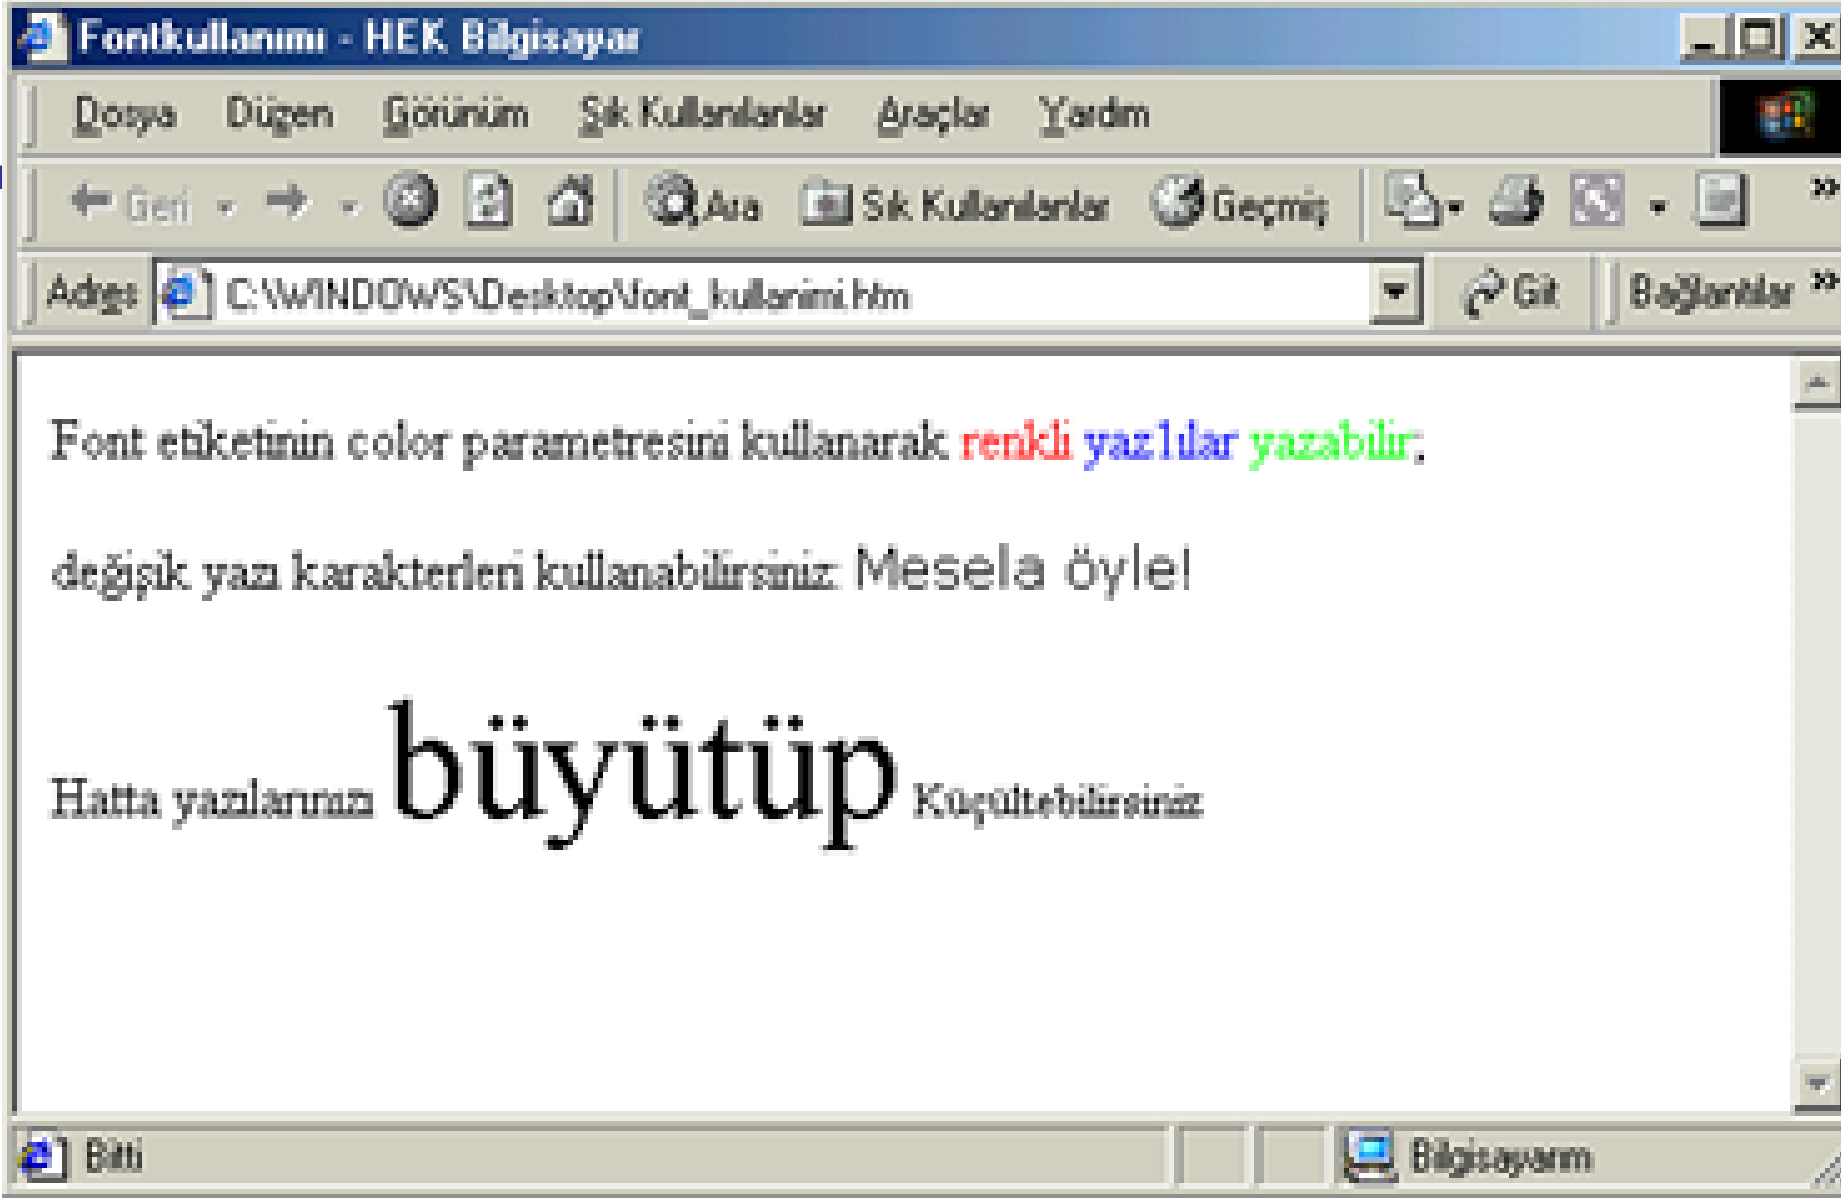 Fontkullanımı - HEK Bilgisayar
Dosya Düzen Görünüm Sık Kullanılanlar Araçlar Yardım
Geri Ara Sık Kullanılanlar Geçmiş »
Adres C:\WINDOWS\Desktop\font_kullanimi.htm Git Bağlantılar »
Font etiketinin color parametresini kullanarak renkli yaz1ılar yazabilir;
değişik yazı karakterleri kullanabilirsiniz: Mesela öyle!
Hatta yazılarınızı büyütüp Küçültebilirsiniz
Bitti Bilgisayarım